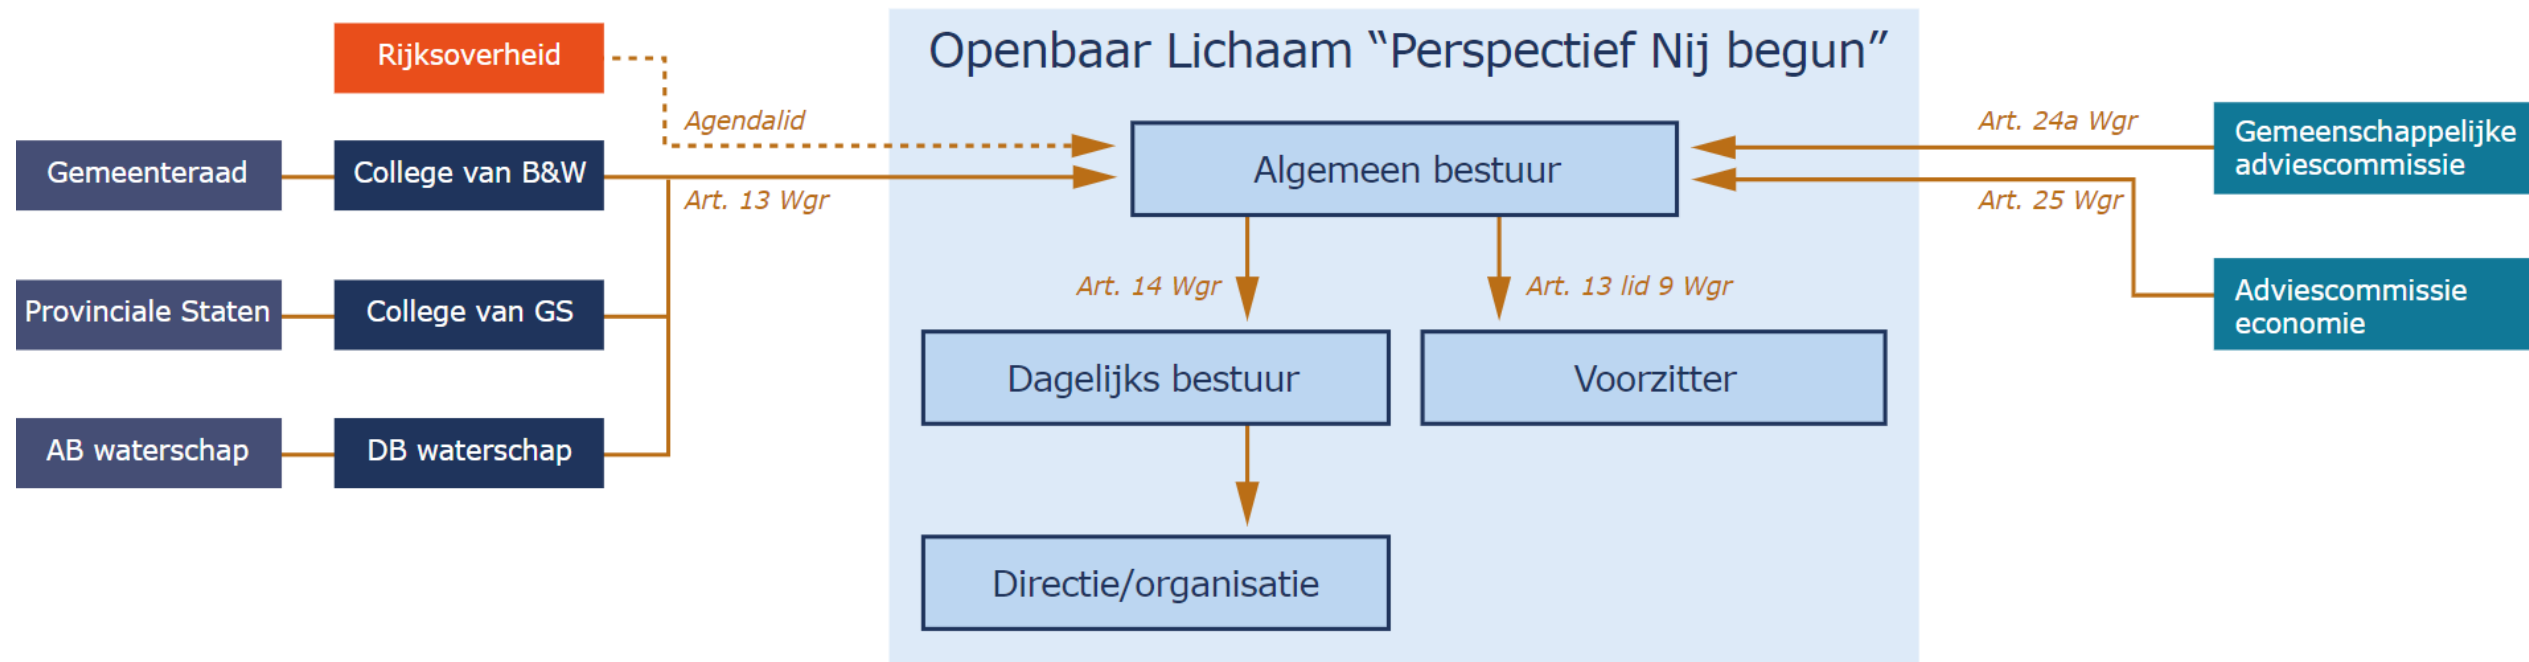 Rijksoverheid
Openbaar Lichaam “Perspectief Nij begun”
Agendalid
Art. 24a Wgr
Gemeenschappelijke
adviescommissie
Gemeenteraad
College van B&W
Algemeen bestuur
Art. 13 Wgr
Art. 25 Wgr
Art. 14 Wgr
Art. 13 lid 9 Wgr
Adviescommissie
economie
Provinciale Staten
College van GS
Dagelijks bestuur
Voorzitter
AB waterschap
DB waterschap
Directie/organisatie